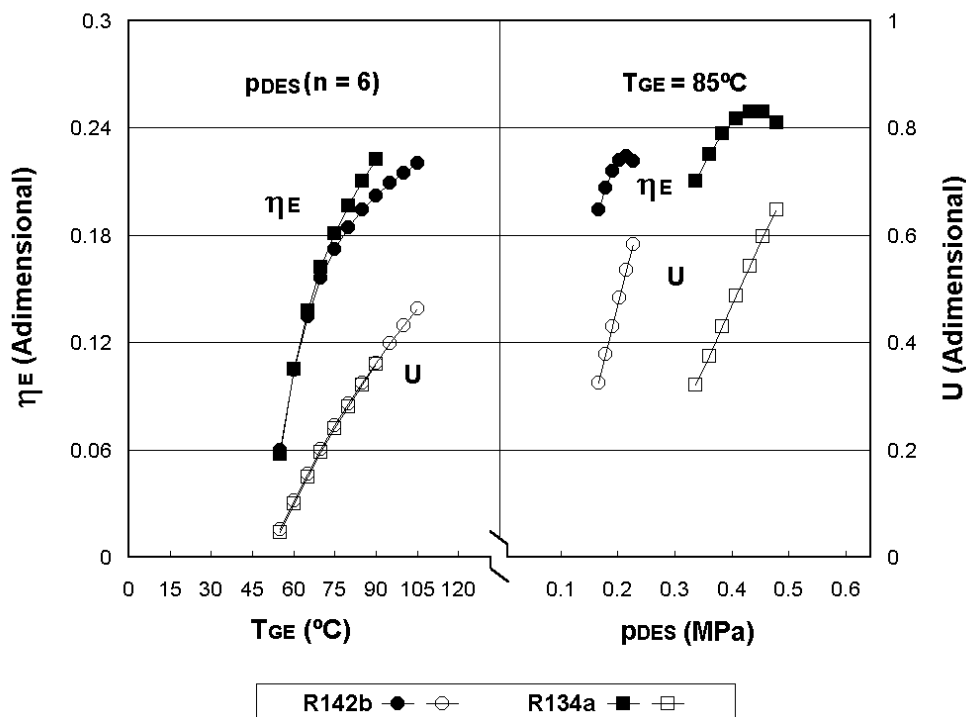 0.3
0.24
0.18
0.12
0.06
0
ηE (Adimensional)
pDES (n = 6)
ηE
U
0 15 30 45 60 75 90 105 120
TGE (ºC)
TGE = 85ºC
ηE
U
0.1 0.2 0.3 0.4 0.5 0.6
pDES (MPa)
1
0.8
0.6
0.4
0.2
0
U (Adimensional)
R142b R134a